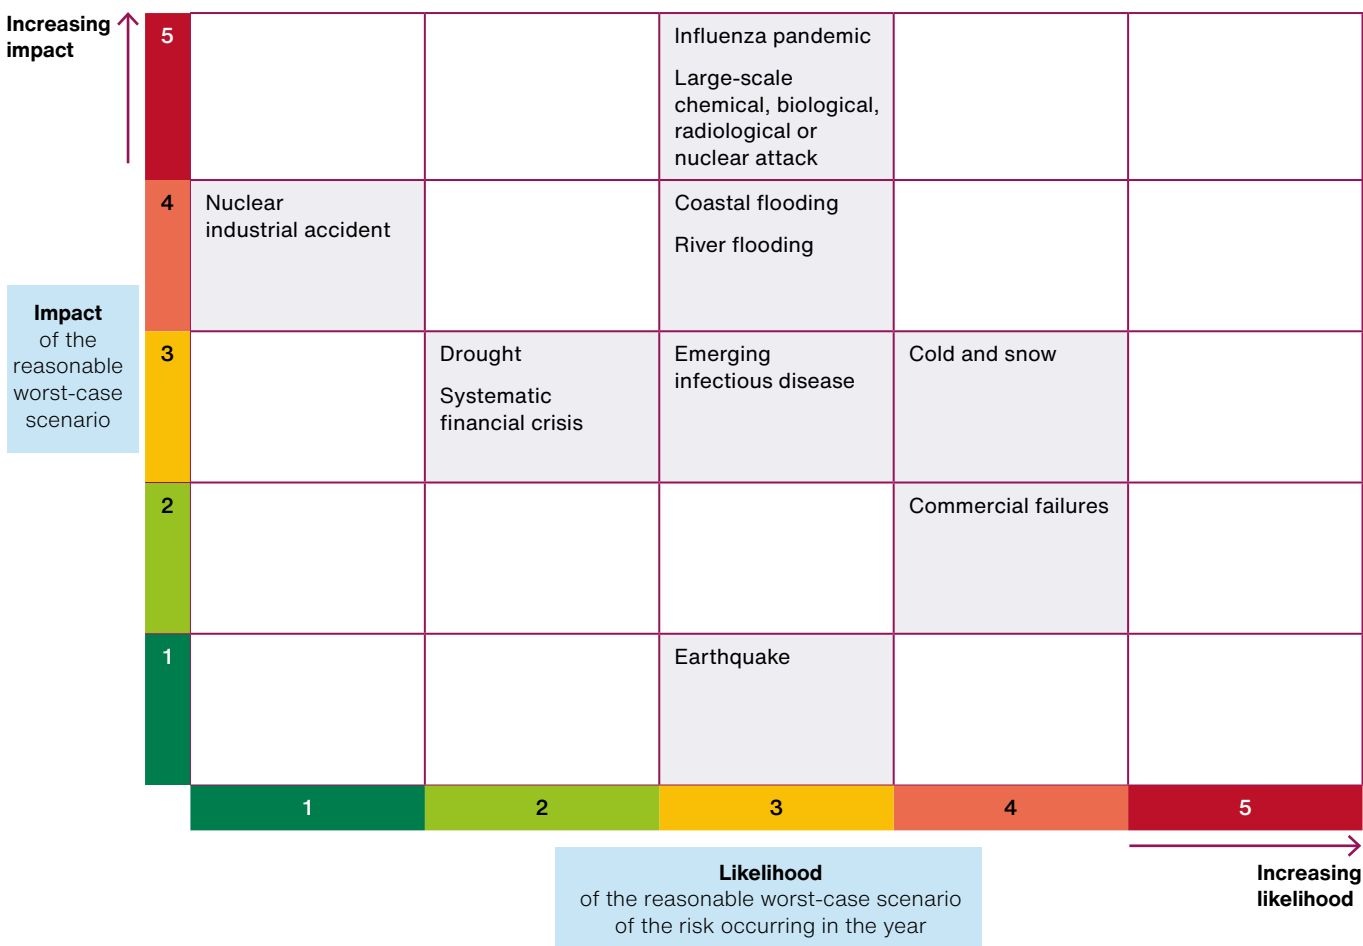 Increasing
impact
5
Influenza pandemic
Large-scale
chemical, biological,
radiological or
nuclear attack
4
Nuclear
industrial accident
Coastal flooding
River flooding
Impact
of the
reasonable
worst-case
scenario
3
Drought
Systematic
financial crisis
Emerging
infectious disease
Cold and snow
2
Commercial failures
1
Earthquake
1
2
3
4
5
Likelihood
of the reasonable worst-case scenario
of the risk occurring in the year
Increasing
likelihood